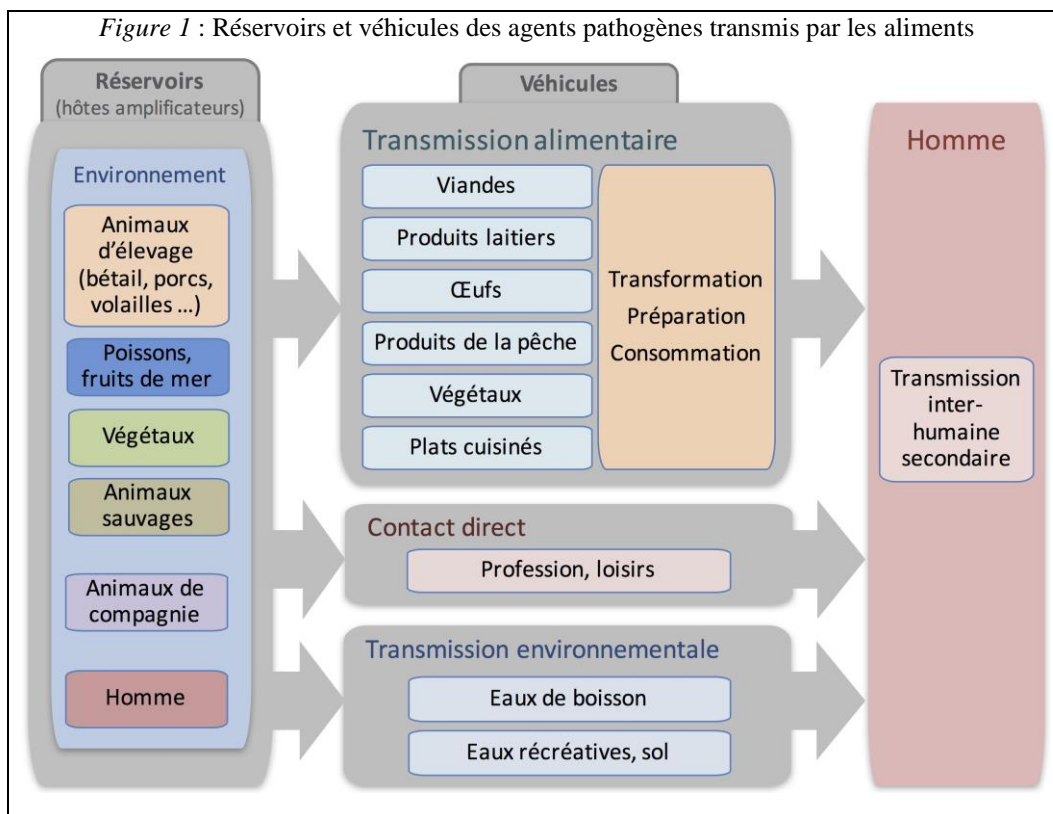 Figure 1 : Réservoirs et véhicules des agents pathogènes transmis par les aliments
Réservoirs
(hôtes amplificateurs)
Environnement
Animaux
d’élevage
(bétail, porcs,
volailles ...)
Poissons,
fruits de mer
Végétaux
Animaux
sauvages
Animaux de
compagnie
Homme
Véhicules
Transmission alimentaire
Viandes
Produits laitiers
Œufs
Produits de la pêche
Végétaux
Plats cuisinés
Transformation
Préparation
Consommation
Contact direct
Profession, loisirs
Transmission environnementale
Eaux de boisson
Eaux récréatives, sol
Homme
Transmission
inter-
humaine
secondaire